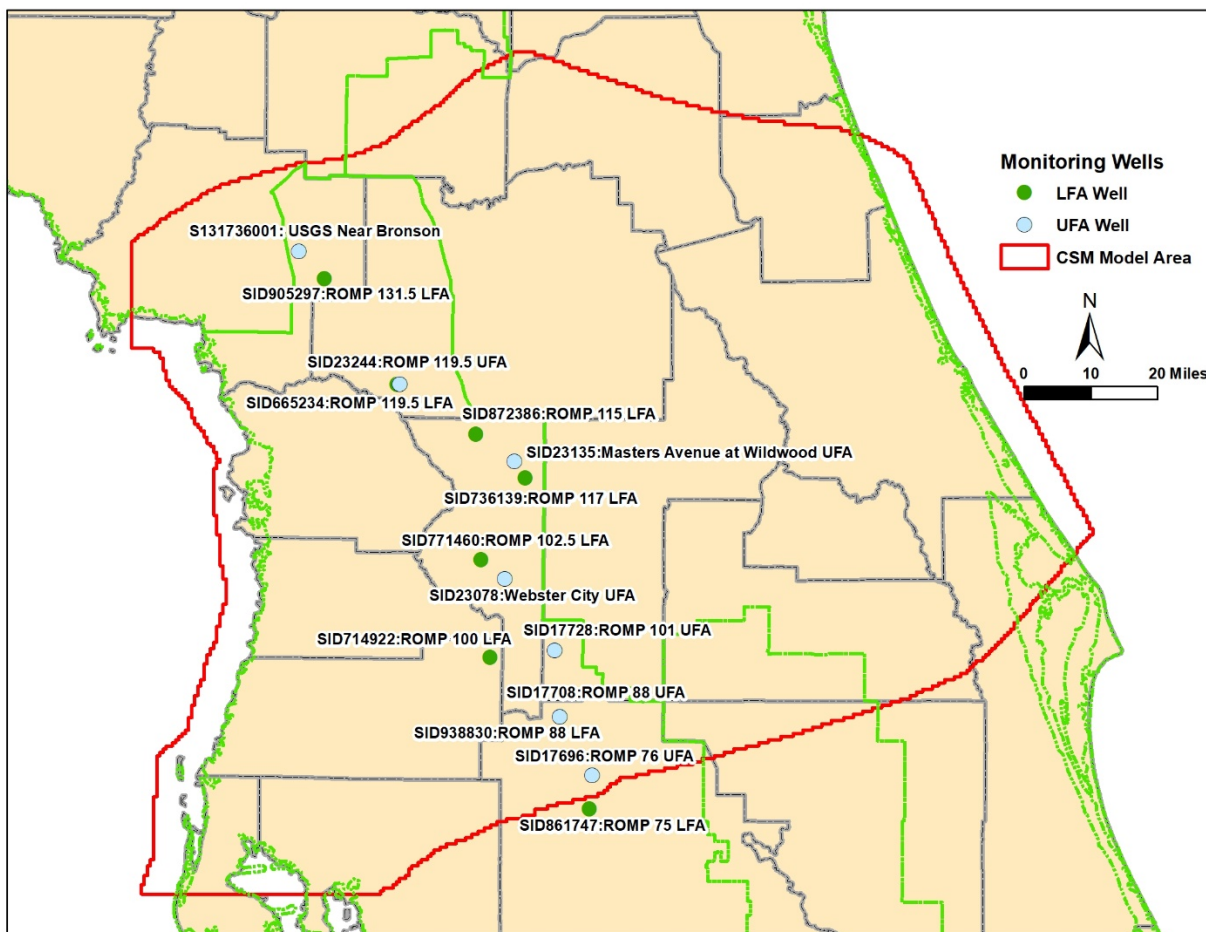 Monitoring Wells
LFA Well
UFA Well
CSM Model Area
N
0 10 20 Miles
S131736001: USGS Near Bronson
SID905297:ROMP 131.5 LFA
SID23244:ROMP 119.5 UFA
SID665234:ROMP 119.5 LFA
SID872386:ROMP 115 LFA
SID23135:Masters Avenue at Wildwood UFA
SID736139:ROMP 117 LFA
SID771460:ROMP 102.5 LFA
SID23078:Webster City UFA
SID17728:ROMP 101 UFA
SID714922:ROMP 100 LFA
SID17708:ROMP 88 UFA
SID938830:ROMP 88 LFA
SID17696:ROMP 76 UFA
SID861747:ROMP 75 LFA